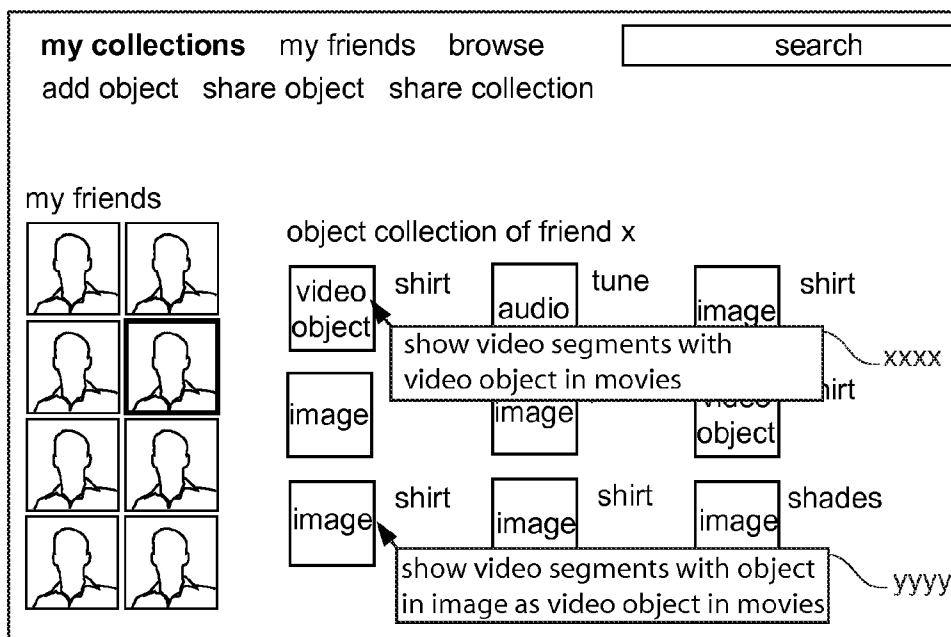 my collections my friends browse search
add object share object share collection
my friends
object collection of friend x
video object shirt
audio tune
image shirt
show video segments with
video object in movies
xxxx
image
image
video object shirt
image shirt
image shirt
image shades
show video segments with object
in image as video object in movies
yyyy